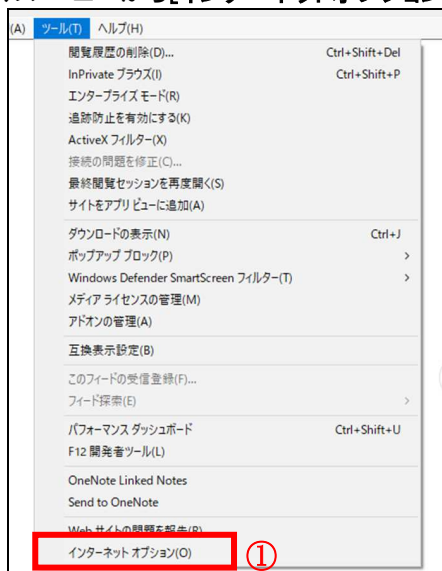 (A) ツール(T) ヘルプ(H)
閲覧履歴の削除(D)... Ctrl+Shift+Del
InPrivate ブラウズ(I) Ctrl+Shift+P
エンタープライズ モード(R)
追跡防止を有効にする(K)
ActiveX フィルター(X)
接続の問題を修正(C)...
最終閲覧セッションを再度開く(S)
サイトをアプリ ビューに追加(A)
ダウンロードの表示(N) Ctrl+J
ポップアップ ブロック(P) >
Windows Defender SmartScreen フィルター(T) >
メディア ライセンスの管理(M)
アドオンの管理(A)
互換表示設定(B)
このフィードの受信登録(F)...
フィード探索(E) >
パフォーマンス ダッシュボード Ctrl+Shift+U
F12 開発者ツール(L)
OneNote Linked Notes
Send to OneNote
Web サイトの問題を報告(R)
インターネット オプション(O) ①